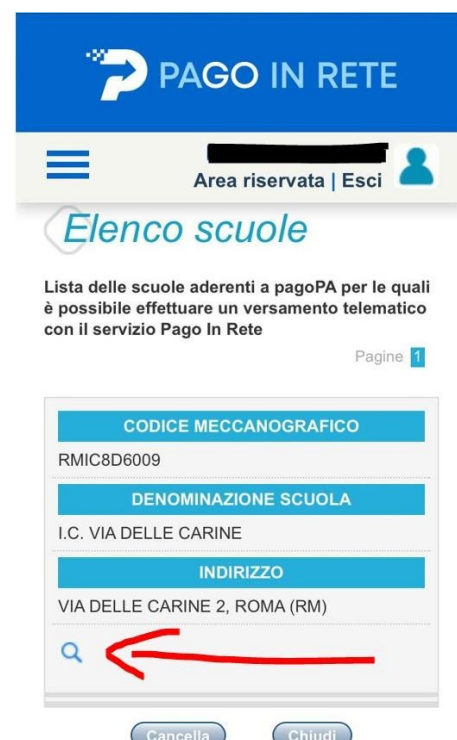 PAGO IN RETE
Area riservata | Esci
Elenco scuole
Lista delle scuole aderenti a pagoPA per le quali
è possibile effettuare un versamento telematico
con il servizio Pago In Rete
Pagine 1
CODICE MECCANOGRAFICO
RMIC8D6009
DENOMINAZIONE SCUOLA
I.C. VIA DELLE CARINE
INDIRIZZO
VIA DELLE CARINE 2, ROMA (RM)
Cancella Chiudi